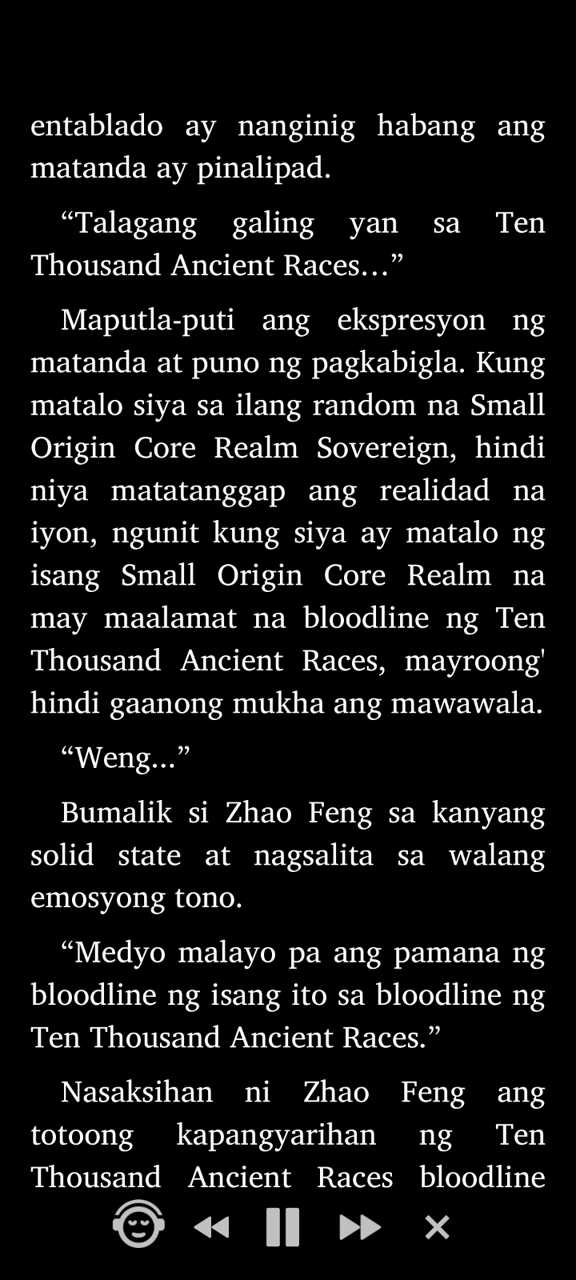 entablado ay nanginig habang ang
matanda ay pinalipad.
“Talagang galing yan sa Ten
Thousand Ancient Races...”
Maputla-puti ang ekspresyon ng
matanda at puno ng pagkabigla. Kung
matalo siya sa ilang random na Small
Origin Core Realm Sovereign, hindi
niya matatanggap ang realidad na
iyon, ngunit kung siya ay matalo ng
isang Small Origin Core Realm na
may maalamat na bloodline ng Ten
Thousand Ancient Races, mayroong'
hindi gaanong mukha ang mawawala.
“Weng...”
Bumalik si Zhao Feng sa kanyang
solid state at nagsalita sa walang
emosyong tono.
“Medyo malayo pa ang pamana ng
bloodline ng isang ito sa bloodline ng
Ten Thousand Ancient Races.”
Nasaksihan ni Zhao Feng ang
totoong kapangyarihan ng Ten
Thousand Ancient Races bloodline